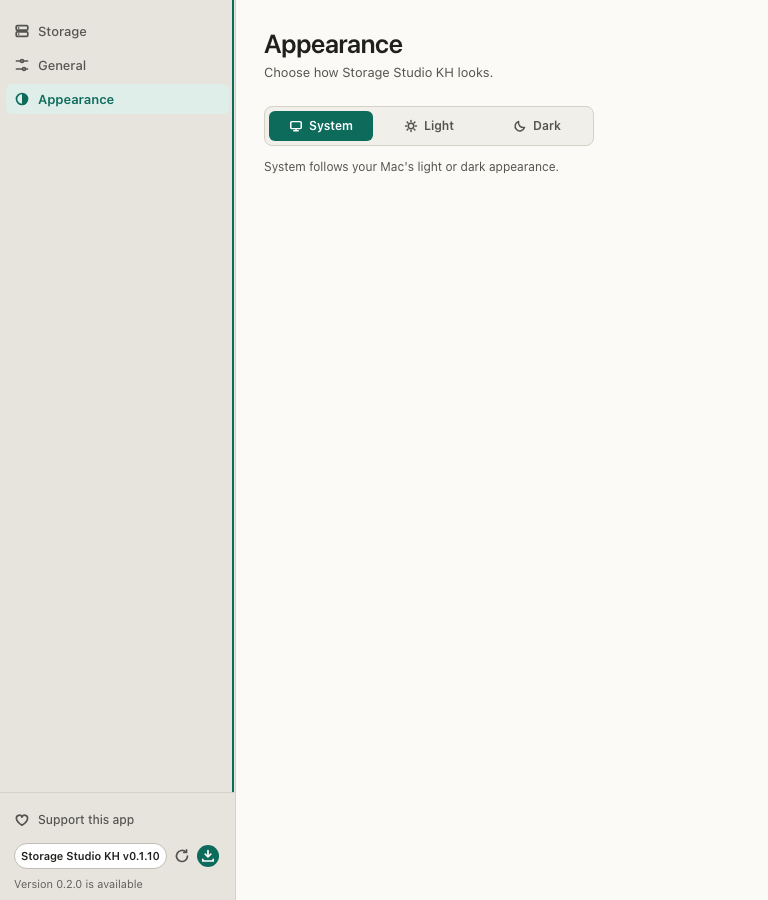 Storage
General
Appearance
Appearance
Choose how Storage Studio KH looks.
System
Light
Dark
System follows your Mac's light or dark appearance.
Support this app
Storage Studio KH v0.1.10
Version 0.2.0 is available